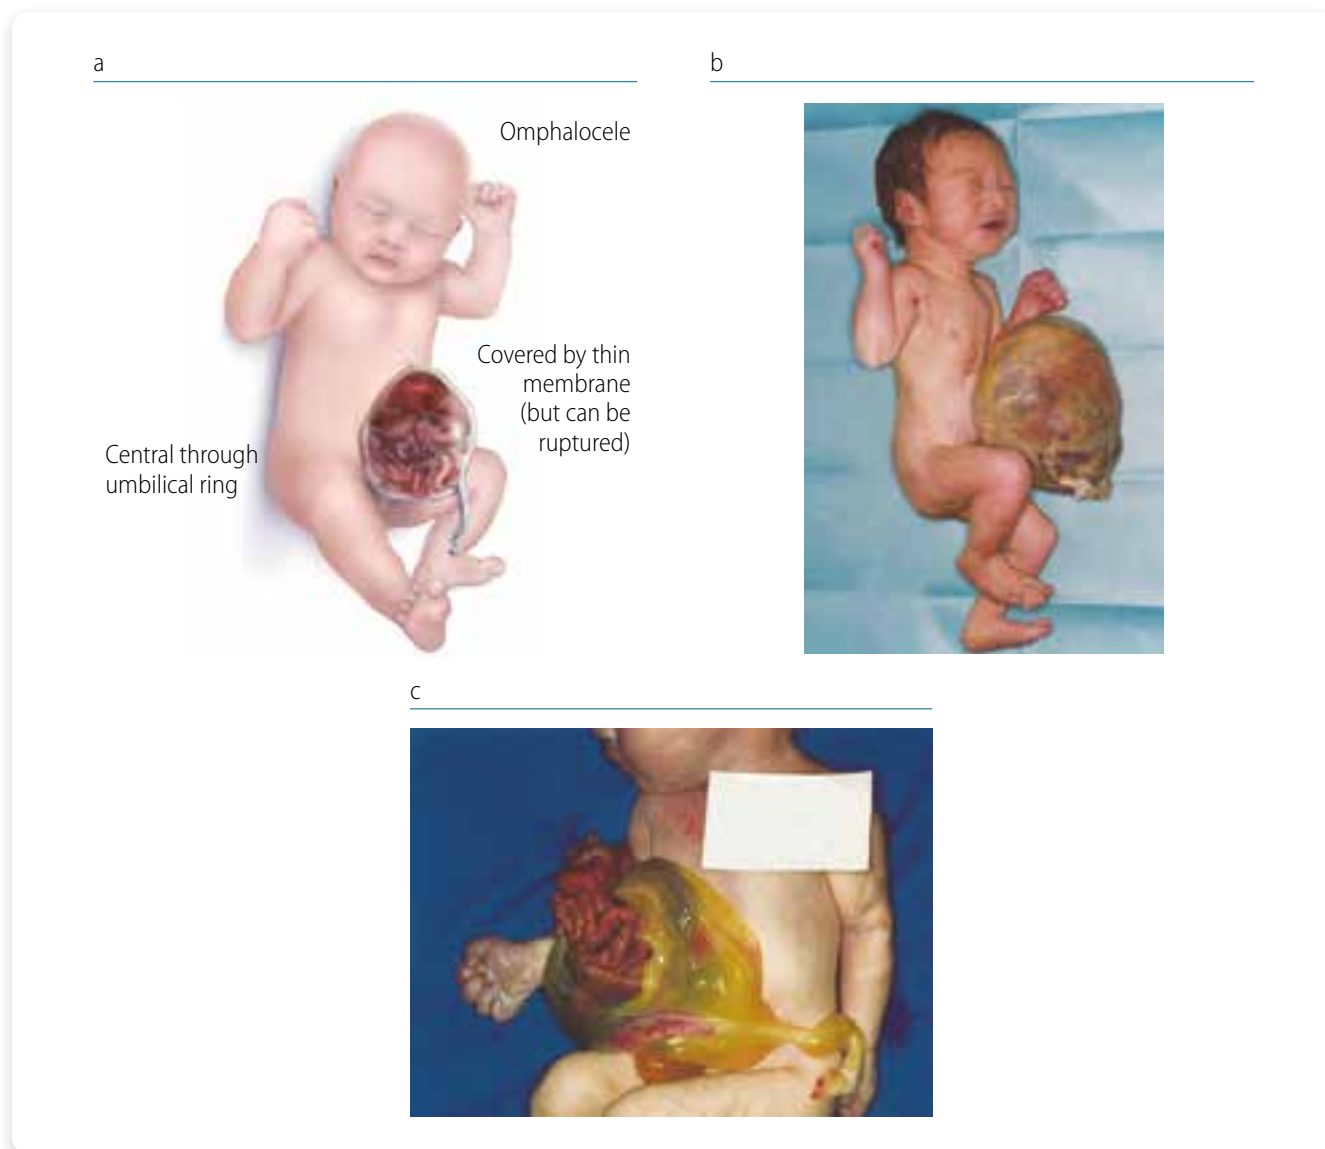 a
b
Omphalocele
Covered by thin
membrane
(but can be
ruptured)
Central through
umbilical ring
c